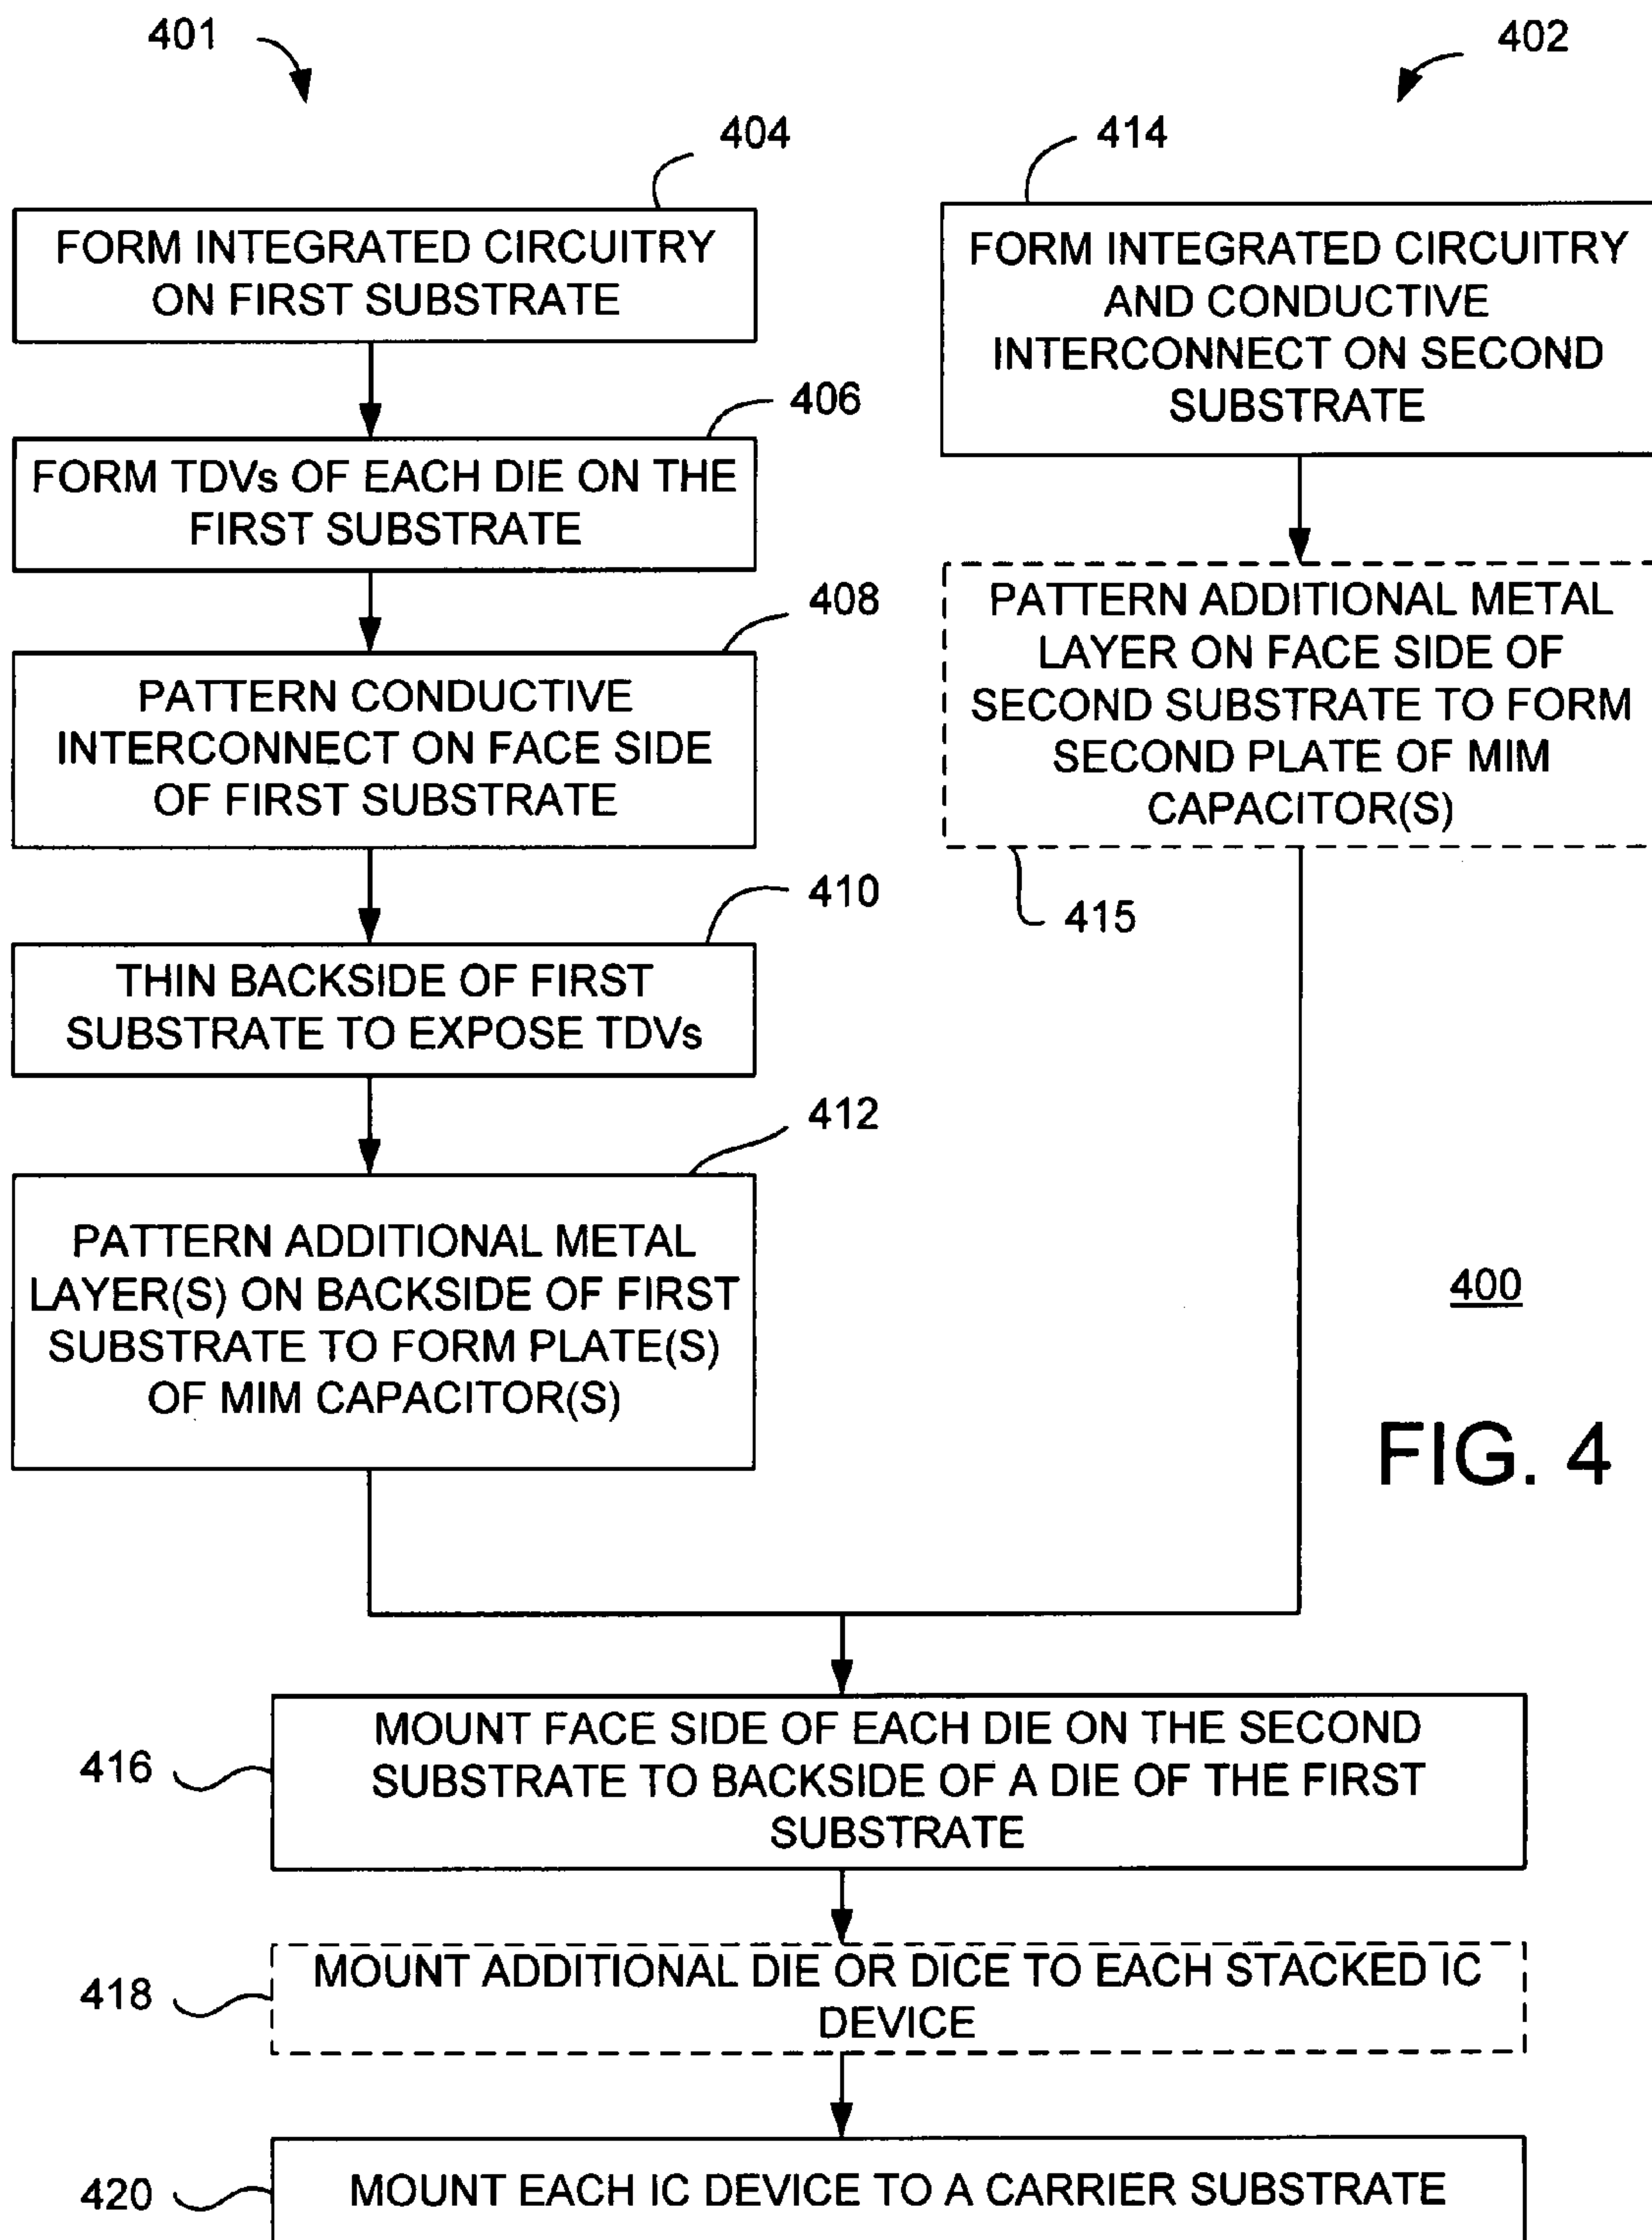 401
402
404
FORM INTEGRATED CIRCUITRY
ON FIRST SUBSTRATE
406
FORM TDVs OF EACH DIE ON THE
FIRST SUBSTRATE
408
PATTERN CONDUCTIVE
INTERCONNECT ON FACE SIDE
OF FIRST SUBSTRATE
410
THIN BACKSIDE OF FIRST
SUBSTRATE TO EXPOSE TDVs
412
PATTERN ADDITIONAL METAL
LAYER(S) ON BACKSIDE OF FIRST
SUBSTRATE TO FORM PLATE(S)
OF MIM CAPACITOR(S)
414
FORM INTEGRATED CIRCUITRY
AND CONDUCTIVE
INTERCONNECT ON SECOND
SUBSTRATE
PATTERN ADDITIONAL METAL
LAYER ON FACE SIDE OF
SECOND SUBSTRATE TO FORM
SECOND PLATE OF MIM
CAPACITOR(S)
415
400
FIG. 4
416
MOUNT FACE SIDE OF EACH DIE ON THE SECOND
SUBSTRATE TO BACKSIDE OF A DIE OF THE FIRST
SUBSTRATE
418
MOUNT ADDITIONAL DIE OR DICE TO EACH STACKED IC
DEVICE
420
MOUNT EACH IC DEVICE TO A CARRIER SUBSTRATE